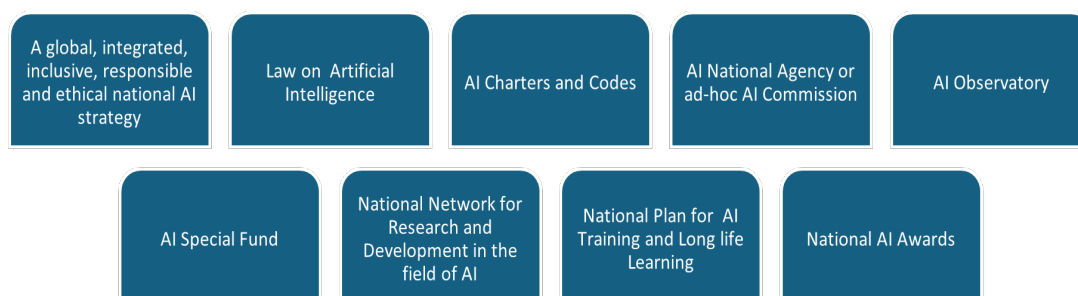 A global, integrated,
inclusive, responsible
and ethical national AI
strategy
Law on Artificial
Intelligence
AI Charters and Codes
AI National Agency or
ad-hoc AI Commission
AI Observatory
AI Special Fund
National Network for
Research and
Development in the
field of AI
National Plan for AI
Training and Long life
Learning
National AI Awards